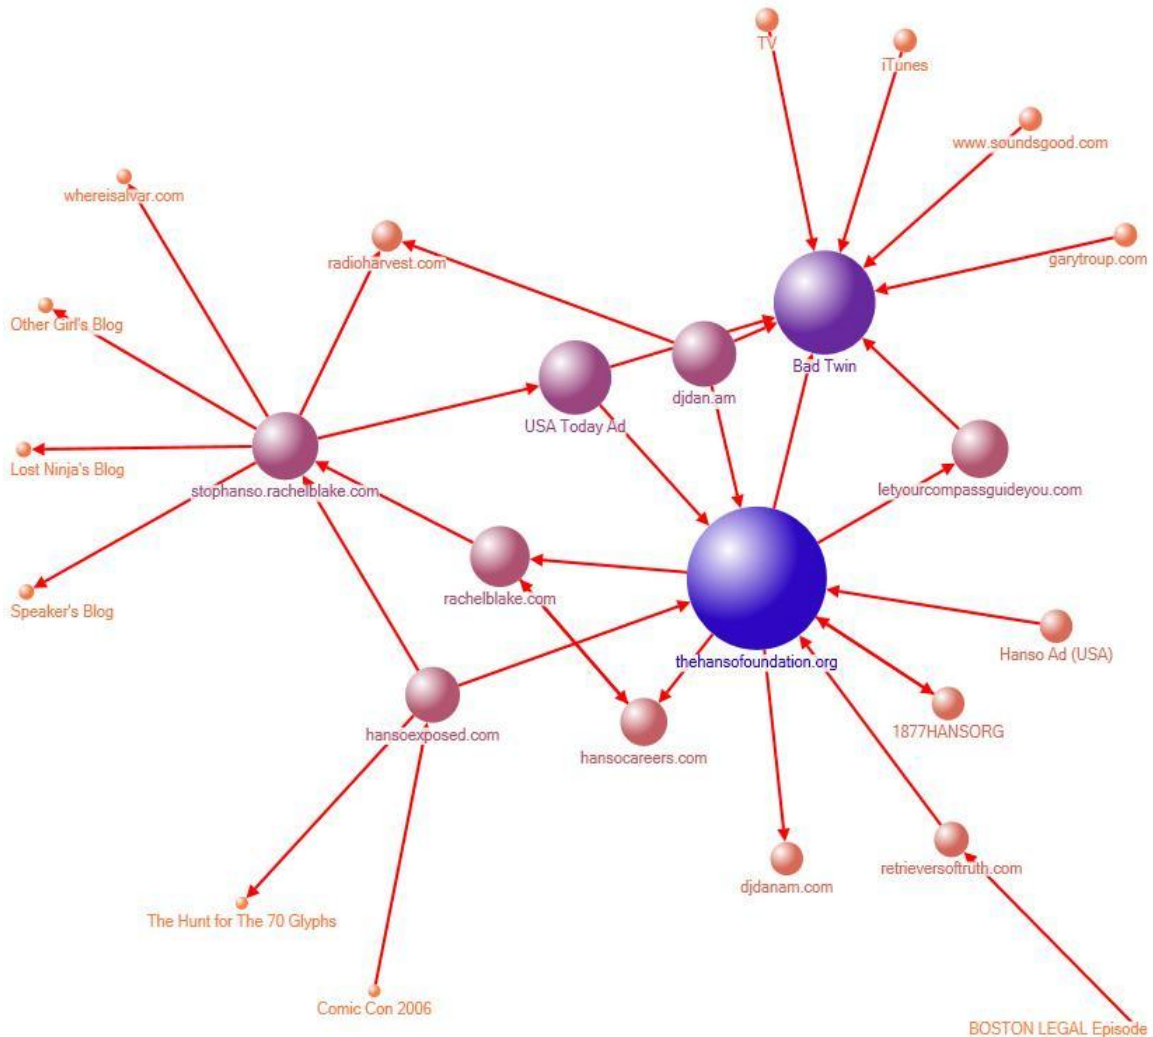 TV
iTunes
www.soundsgood.com
whereisalvar.com
radioharvest.com
garytroup.com
Other Girl's Blog
Bad Twin
djdan.am
USA Today Ad
Lost Ninja's Blog
stophanso.rachelblake.com
letyourcompassguideyou.com
rachelblake.com
Speaker's Blog
Hanso Ad (USA)
thehansofoundation.org
hansoexposed.com
1877HANSORG
hansocareers.com
retrieversoftruth.com
djdanam.com
The Hunt for The 70 Glyphs
Comic Con 2006
BOSTON LEGAL Episode